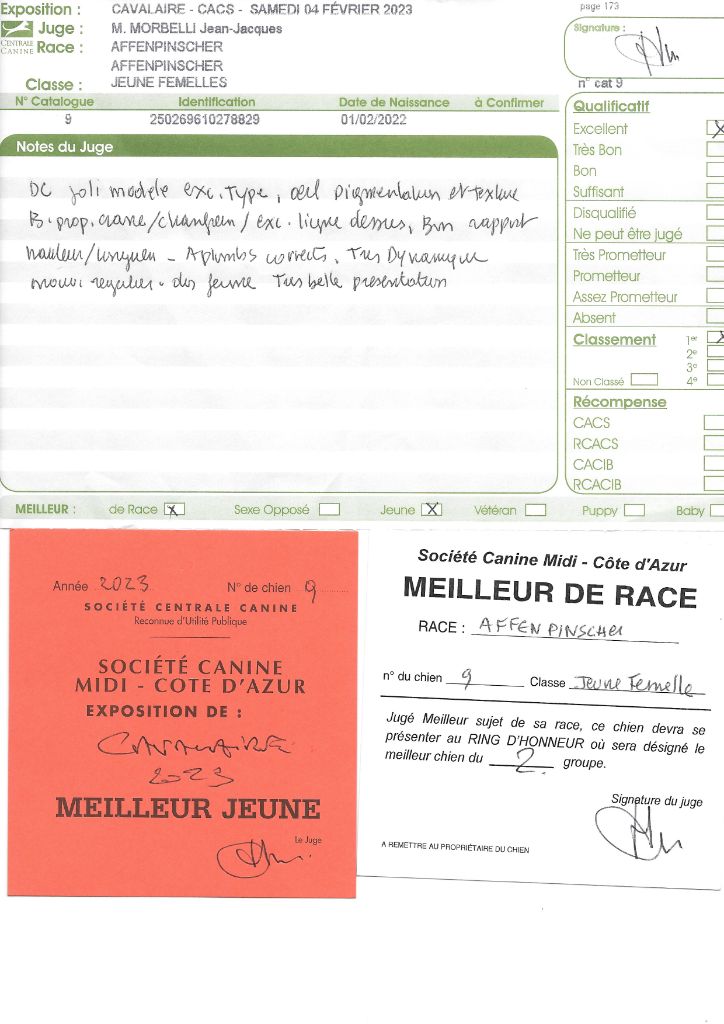 Exposition : CAVALAIRE - CACS - SAMEDI 04 FÉVRIER 2023
page 173
Juge : M. MORBELLI Jean-Jacques
Signature :
CENTRALE CANINE
Race : AFFENPINSCHER
AFFENPINSCHER
Classe : JEUNE FEMELLES
n° cat 9
N° Catalogue Identification Date de Naissance à Confirmer
9 250269610278829 01/02/2022
Notes du Juge
DC joli modèle exc. Type, oeil Pigmentation et texture
B. prop. crane/chanfrein/ exc. ligne dessus, Bon rapport
hauteur/longueur - Aplombs corrects. Tres Dynamique
mouv regulier. dos ferme Tres belle presentation
Qualificatif
Excellent X
Très Bon
Bon
Suffisant
Disqualifié
Ne peut être jugé
Très Prometteur
Prometteur
Assez Prometteur
Absent
Classement 1er X
2e
3e
Non Classé 4e
Récompense
CACS
RCACS
CACIB
RCACIB
MEILLEUR : de Race X Sexe Opposé Jeune X Vétéran Puppy Baby
Année 2023 N° de chien 9
SOCIÉTÉ CENTRALE CANINE
Reconnue d'Utilité Publique
SOCIÉTÉ CANINE
MIDI - COTE D'AZUR
EXPOSITION DE :
CAVALAIRE
2023
MEILLEUR JEUNE
Le Juge
Société Canine Midi - Côte d'Azur
MEILLEUR DE RACE
RACE : AFFENPINSCHER
n° du chien 9 Classe Jeune Femelle
Jugé Meilleur sujet de sa race, ce chien devra se
présenter au RING D'HONNEUR où sera désigné le
meilleur chien du 2 groupe.
Signature du juge
A REMETTRE AU PROPRIÉTAIRE DU CHIEN